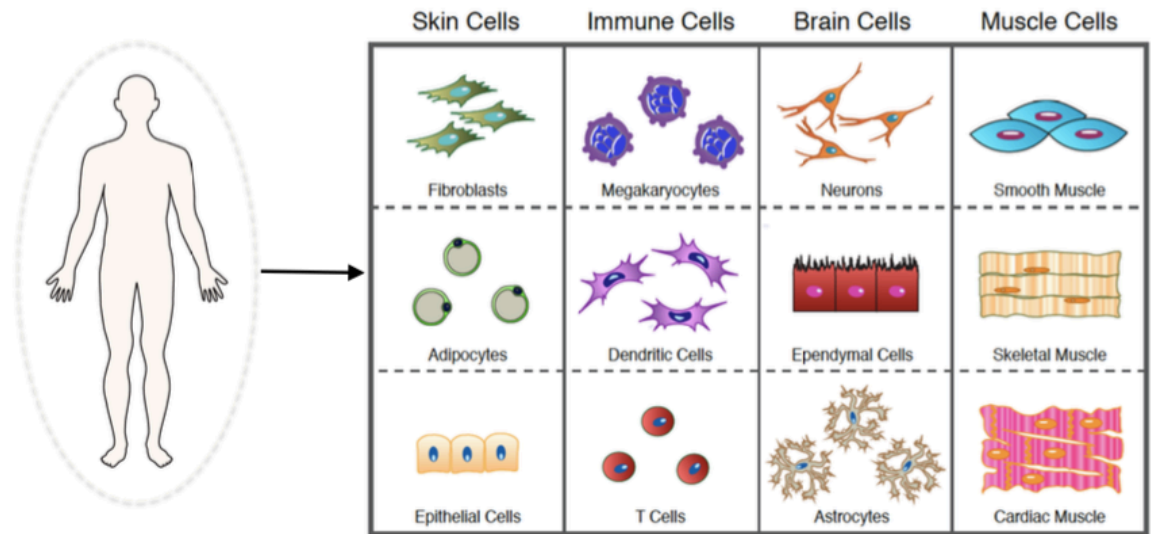 Skin Cells Immune Cells Brain Cells Muscle Cells
Fibroblasts Megakaryocytes Neurons Smooth Muscle
Adipocytes Dendritic Cells Ependymal Cells Skeletal Muscle
Epithelial Cells T Cells Astrocytes Cardiac Muscle